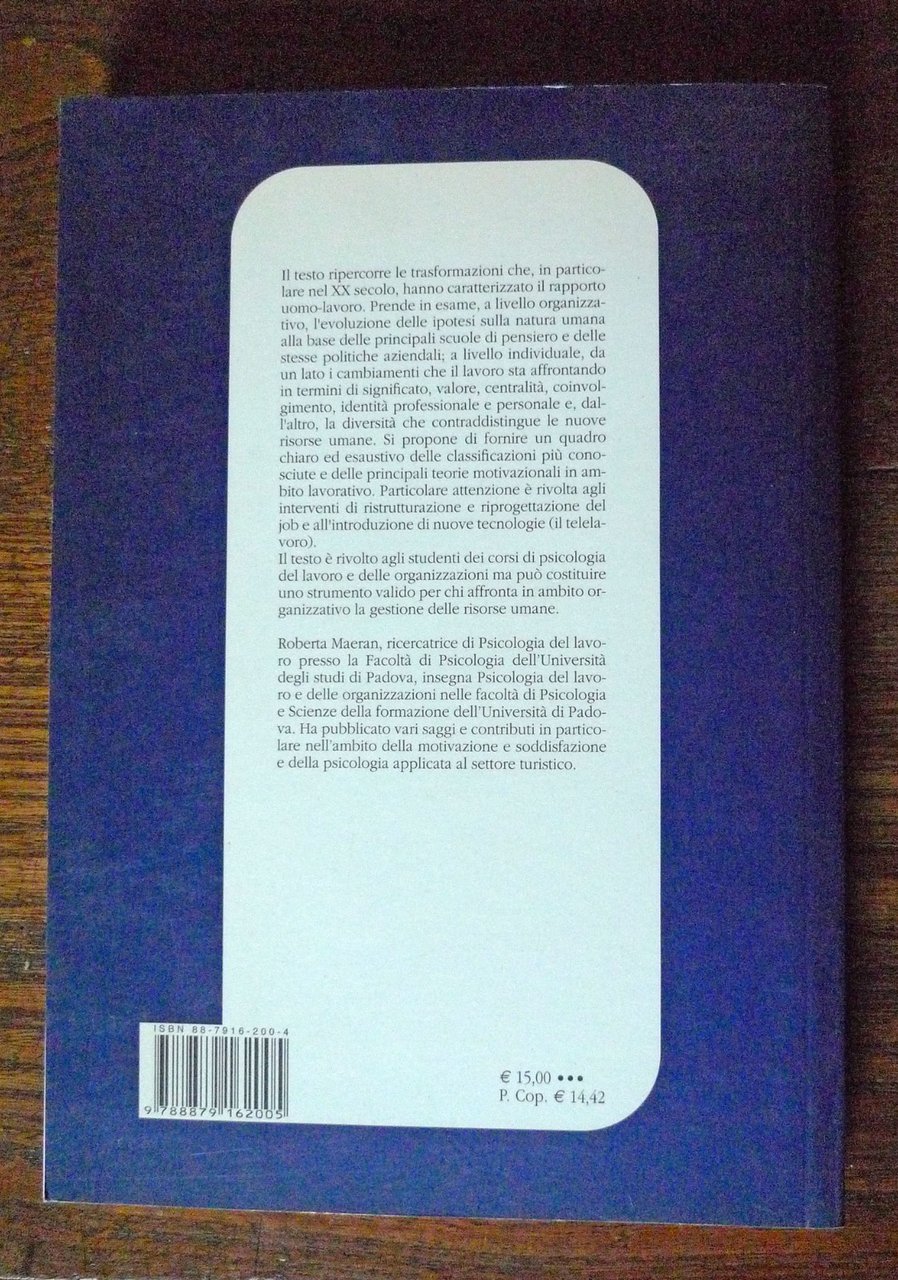 Il testo ripercorre le trasformazioni che, in partico-
lare nel XX secolo, hanno caratterizzato il rapporto
uomo-lavoro. Prende in esame, a livello organizza-
tivo, l'evoluzione delle ipotesi sulla natura umana
alla base delle principali scuole di pensiero e delle
stesse politiche aziendali; a livello individuale, da
un lato i cambiamenti che il lavoro sta affrontando
in termini di significato, valore, centralità, coinvol-
gimento, identità professionale e personale e, dal-
l'altro, la diversità che contraddistingue le nuove
risorse umane. Si propone di fornire un quadro
chiaro ed esaustivo delle classificazioni più cono-
sciute e delle principali teorie motivazionali in am-
bito lavorativo. Particolare attenzione è rivolta agli
interventi di ristrutturazione e riprogettazione del
job e all'introduzione di nuove tecnologie (il telela-
voro).
Il testo è rivolto agli studenti dei corsi di psicologia
del lavoro e delle organizzazioni ma può costituire
uno strumento valido per chi affronta in ambito or-
ganizzativo la gestione delle risorse umane.
Roberta Maeran, ricercatrice di Psicologia del lavo-
ro presso la Facoltà di Psicologia dell'Università
degli studi di Padova, insegna Psicologia del lavo-
ro e delle organizzazioni nelle facoltà di Psicologia
e Scienze della formazione dell'Università di Pado-
va. Ha pubblicato vari saggi e contributi in partico-
lare nell'ambito della motivazione e soddisfazione
e della psicologia applicata al settore turistico.
ISBN 88-7916-200-4
9 788879 162005
€ 15,00 •••
P. Cop. € 14,42